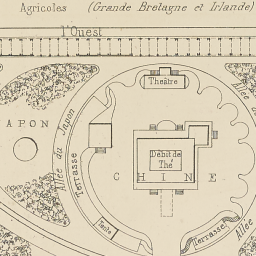 Agricoles (Grande Bretagne et Irlande)
l'Ouest
Théâtre
Allée
APON
Allée du Japon
Terrasse
Débit de
Thé
CHINE
Terrasse
Allée